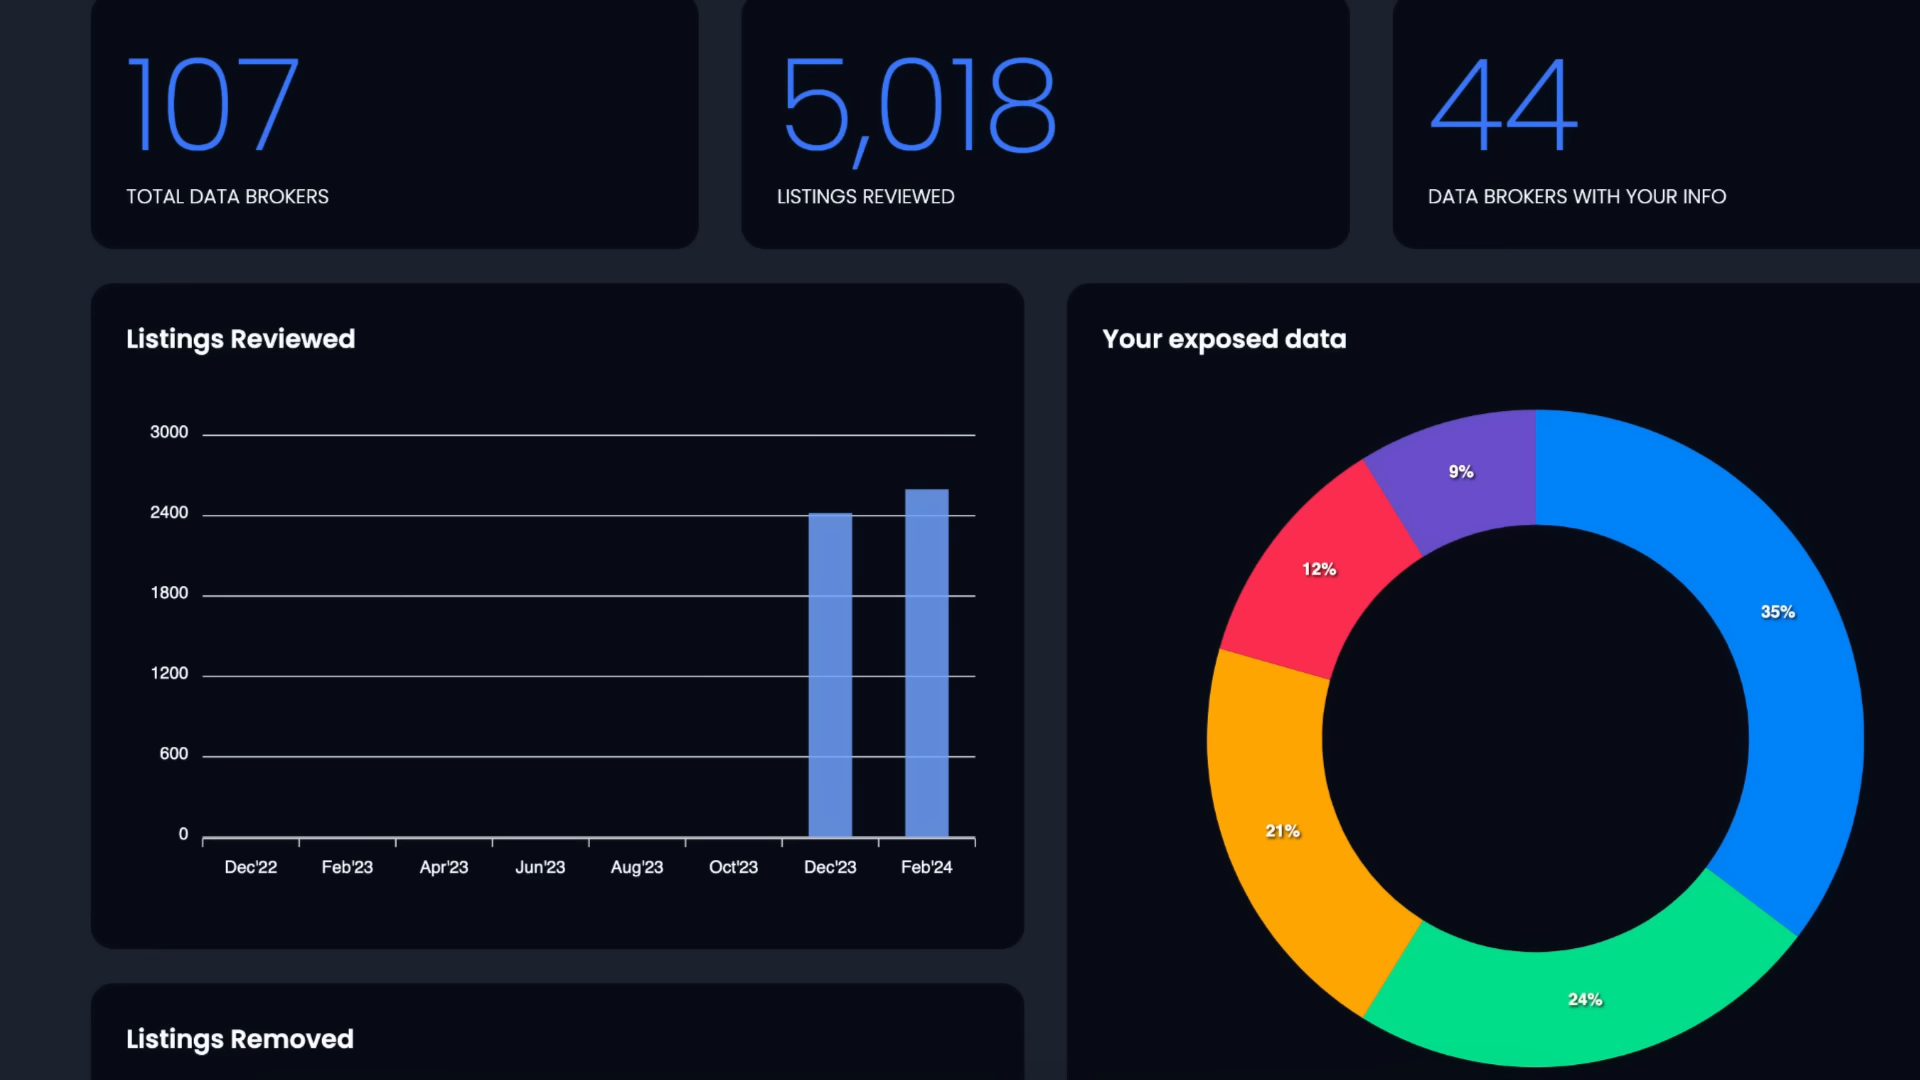 107
TOTAL DATA BROKERS
5,018
LISTINGS REVIEWED
44
DATA BROKERS WITH YOUR INFO
Listings Reviewed
3000
2400
1800
1200
600
0
Dec'22 Feb'23 Apr'23 Jun'23 Aug'23 Oct'23 Dec'23 Feb'24
Your exposed data
9%
35%
12%
21%
24%
Listings Removed